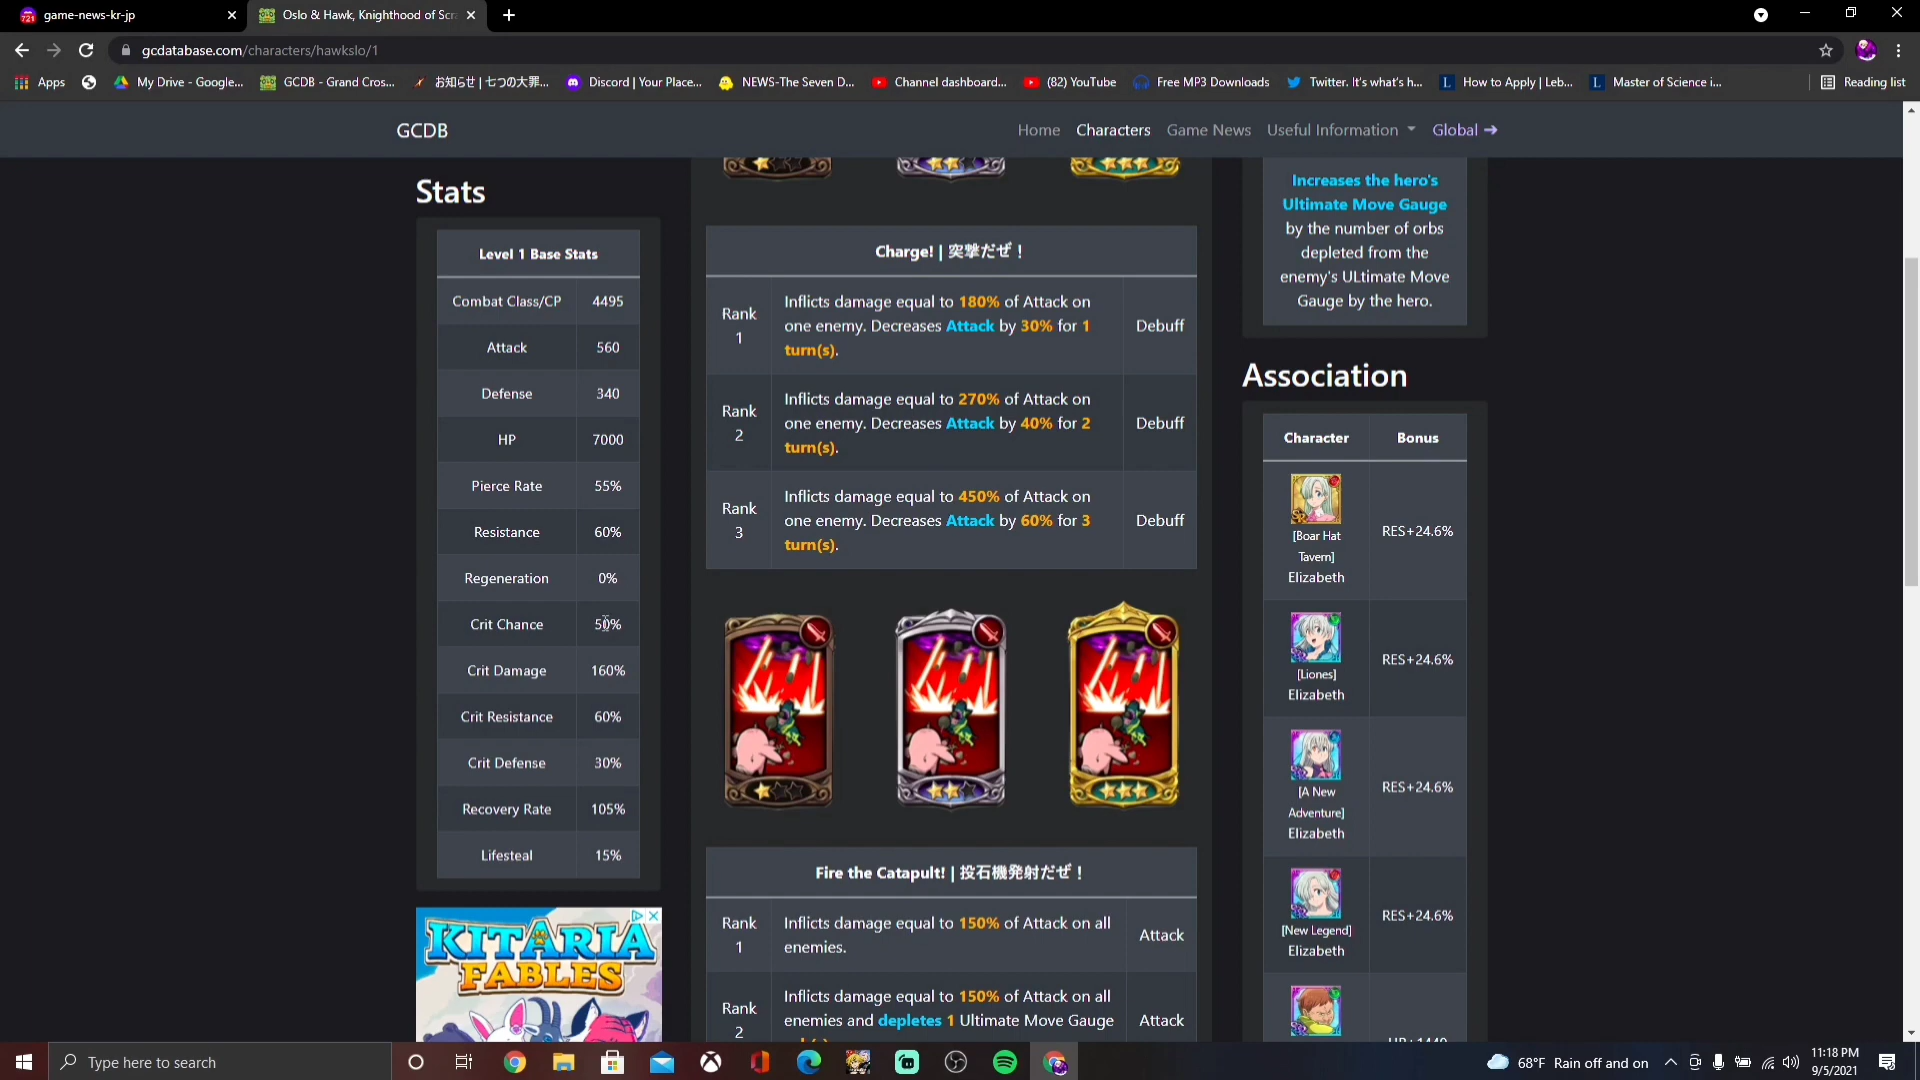 game-news-kr-jp
Oslo & Hawk, Knighthood of Scra
gcdatabase.com/characters/hawkslo/1
Apps
My Drive - Google...
GCDB - Grand Cros...
お知らせ | 七つの大罪...
Discord | Your Place...
NEWS-The Seven D...
Channel dashboard...
(82) YouTube
Free MP3 Downloads
Twitter. It's what's h...
How to Apply | Leb...
Master of Science i...
Reading list
GCDB
Home
Characters
Game News
Useful Information
Global ➔
Stats
Level 1 Base Stats
Combat Class/CP 4495
Attack 560
Defense 340
HP 7000
Pierce Rate 55%
Resistance 60%
Regeneration 0%
Crit Chance 50%
Crit Damage 160%
Crit Resistance 60%
Crit Defense 30%
Recovery Rate 105%
Lifesteal 15%
KITARIA
FABLES
Charge! | 突撃だぜ！
Rank
1
Inflicts damage equal to 180% of Attack on
one enemy. Decreases Attack by 30% for 1
turn(s).
Debuff
Rank
2
Inflicts damage equal to 270% of Attack on
one enemy. Decreases Attack by 40% for 2
turn(s).
Debuff
Rank
3
Inflicts damage equal to 450% of Attack on
one enemy. Decreases Attack by 60% for 3
turn(s).
Debuff
Fire the Catapult! | 投石機発射だぜ！
Rank
1
Inflicts damage equal to 150% of Attack on all
enemies.
Attack
Rank
2
Inflicts damage equal to 150% of Attack on all
enemies and depletes 1 Ultimate Move Gauge
Attack
Increases the hero's
Ultimate Move Gauge
by the number of orbs
depleted from the
enemy's ULtimate Move
Gauge by the hero.
Association
Character Bonus
SR
[Boar Hat
Tavern]
Elizabeth
RES+24.6%
[Liones]
Elizabeth
RES+24.6%
[A New
Adventure]
Elizabeth
RES+24.6%
[New Legend]
Elizabeth
RES+24.6%
Type here to search
68°F Rain off and on
11:18 PM
9/5/2021